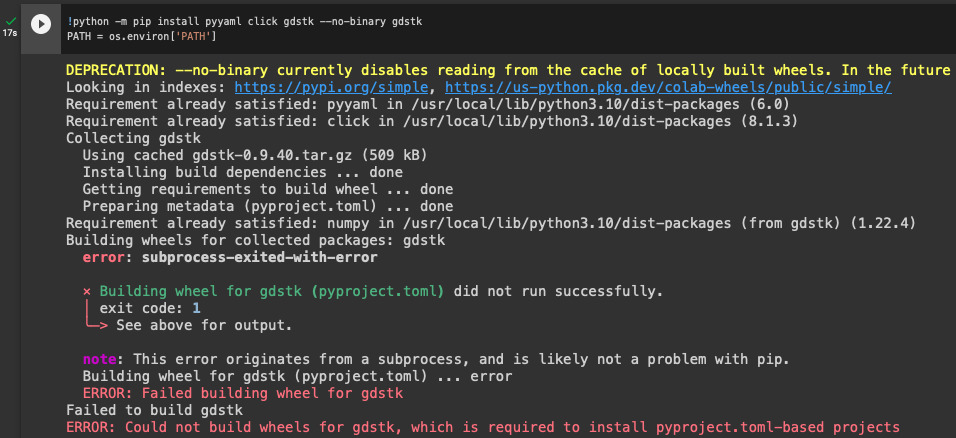 17s
!python -m pip install pyyaml click gdstk --no-binary gdstk
PATH = os.environ['PATH']
DEPRECATION: --no-binary currently disables reading from the cache of locally built wheels. In the future
Looking in indexes: https://pypi.org/simple, https://us-python.pkg.dev/colab-wheels/public/simple/
Requirement already satisfied: pyyaml in /usr/local/lib/python3.10/dist-packages (6.0)
Requirement already satisfied: click in /usr/local/lib/python3.10/dist-packages (8.1.3)
Collecting gdstk
Using cached gdstk-0.9.40.tar.gz (509 kB)
Installing build dependencies ... done
Getting requirements to build wheel ... done
Preparing metadata (pyproject.toml) ... done
Requirement already satisfied: numpy in /usr/local/lib/python3.10/dist-packages (from gdstk) (1.22.4)
Building wheels for collected packages: gdstk
error: subprocess-exited-with-error
× Building wheel for gdstk (pyproject.toml) did not run successfully.
│ exit code: 1
╰─> See above for output.
note: This error originates from a subprocess, and is likely not a problem with pip.
Building wheel for gdstk (pyproject.toml) ... error
ERROR: Failed building wheel for gdstk
Failed to build gdstk
ERROR: Could not build wheels for gdstk, which is required to install pyproject.toml-based projects